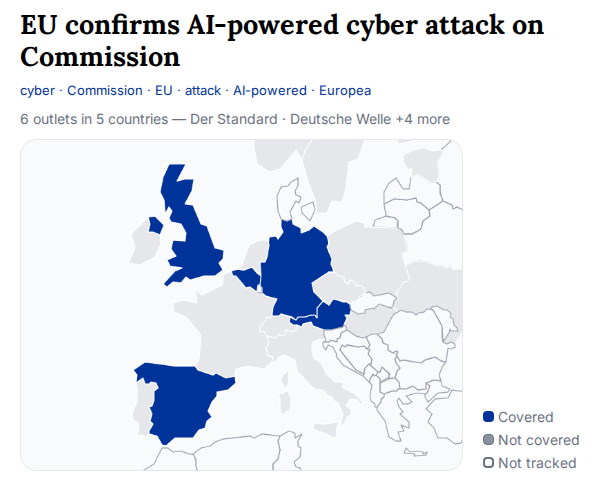 EU confirms AI-powered cyber attack on
Commission
cyber · Commission · EU · attack · AI-powered · Europea
6 outlets in 5 countries — Der Standard · Deutsche Welle +4 more
Covered
Not covered
Not tracked